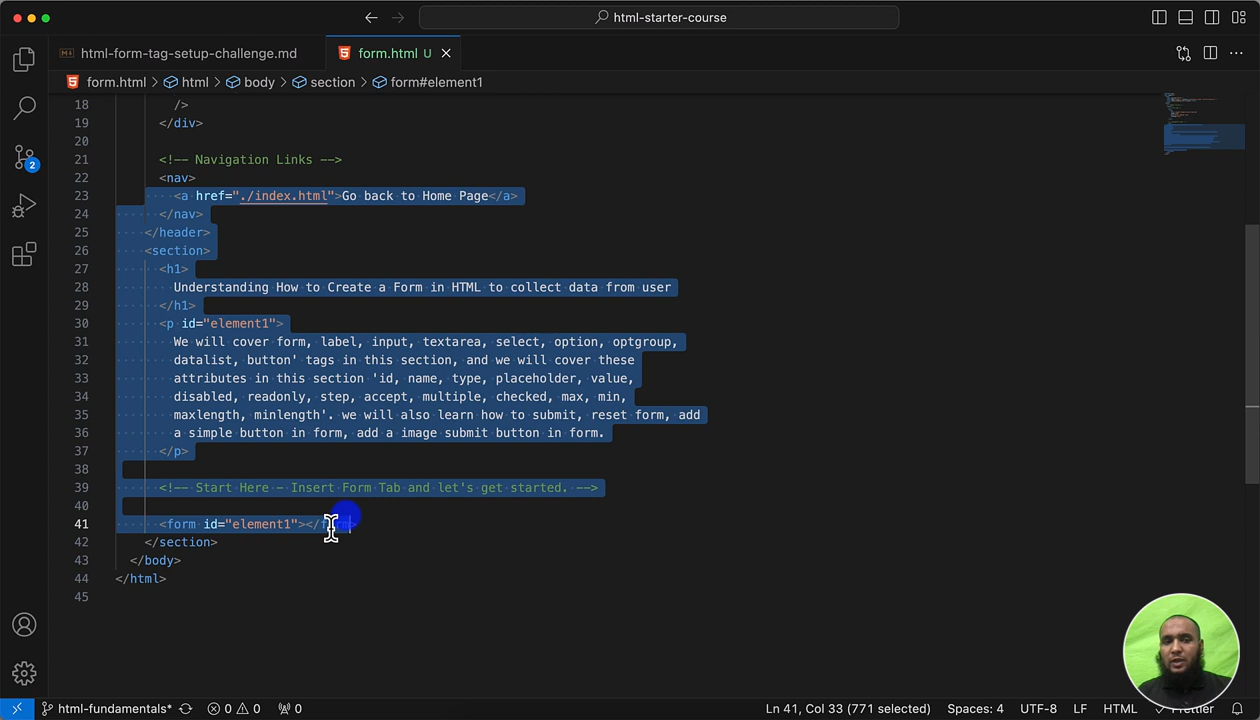 html-starter-course
html-form-tag-setup-challenge.md
form.html U
form.html > html > body > section > form#element1
18 />
19 </div>
20
21 <!-- Navigation Links -->
22 <nav>
23 <a href="./index.html">Go back to Home Page</a>
24 </nav>
25 </header>
26 <section>
27 <h1>
28 Understanding How to Create a Form in HTML to collect data from user
29 </h1>
30 <p id="element1">
31 We will cover form, label, input, textarea, select, option, optgroup,
32 datalist, button' tags in this section, and we will cover these
33 attributes in this section 'id, name, type, placeholder, value,
34 disabled, readonly, step, accept, multiple, checked, max, min,
35 maxlength, minlength'. we will also learn how to submit, reset form, add
36 a simple button in form, add a image submit button in form.
37 </p>
38
39 <!-- Start Here - Insert Form Tab and let's get started. -->
40
41 <form id="element1"></form>
42 </section>
43 </body>
44 </html>
45
2
html-fundamentals* 0 0 0 Ln 41, Col 33 (771 selected) Spaces: 4 UTF-8 LF HTML Prettier